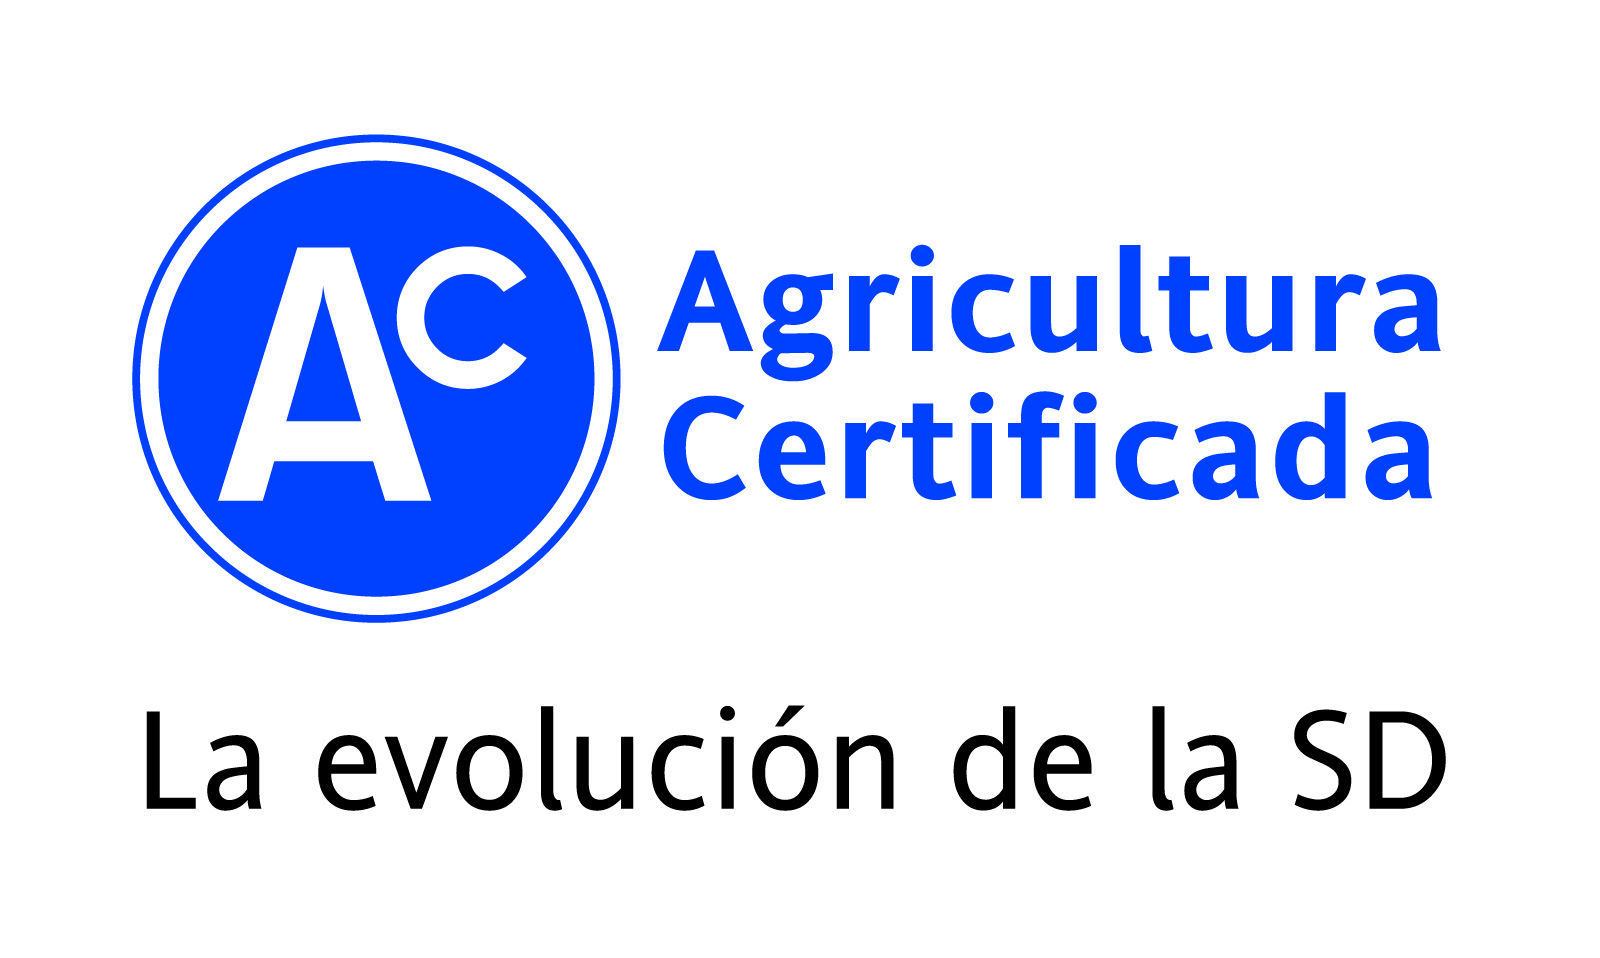 AC
Agricultura
Certificada
La evolución de la SD